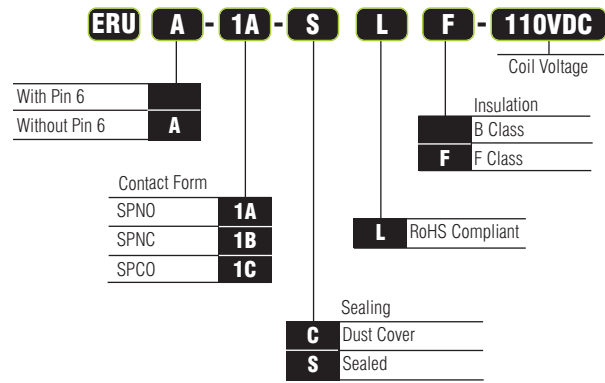 ERU A - 1A - S L F - 110VDC
Coil Voltage
With Pin 6
Without Pin 6 A
Insulation
B Class
F F Class
Contact Form
SPNO 1A
SPNC 1B
SPCO 1C
L RoHS Compliant
Sealing
C Dust Cover
S Sealed